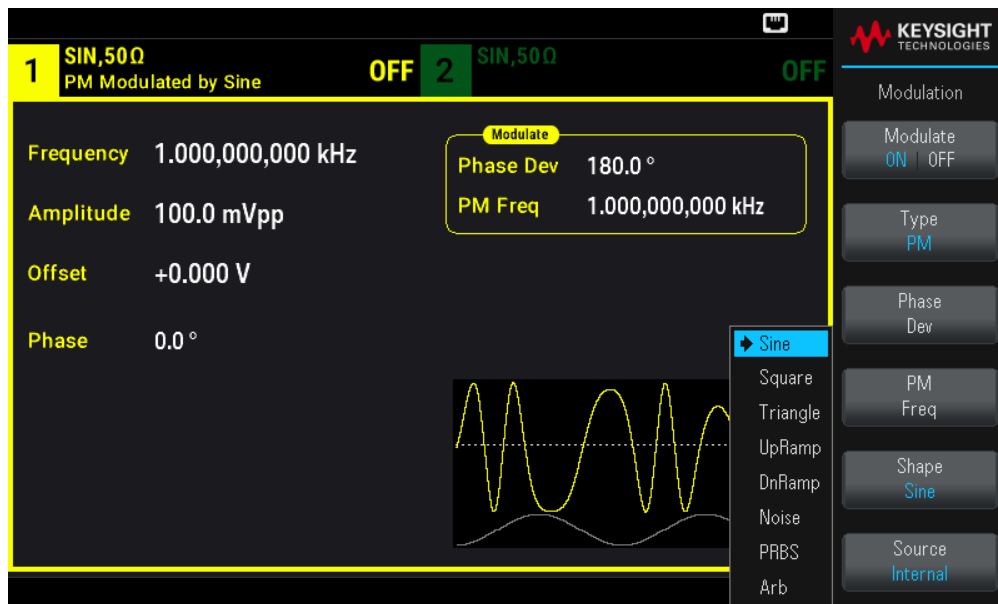 KEYSIGHT
TECHNOLOGIES
1
SIN,50Ω
PM Modulated by Sine
OFF
2
SIN,50Ω
OFF
Frequency 1.000,000,000 kHz
Amplitude 100.0 mVpp
Offset +0.000 V
Phase 0.0 °
Modulate
Phase Dev 180.0 °
PM Freq 1.000,000,000 kHz
Sine
Square
Triangle
UpRamp
DnRamp
Noise
PRBS
Arb
Modulation
Modulate
ON | OFF
Type
PM
Phase
Dev
PM
Freq
Shape
Sine
Source
Internal